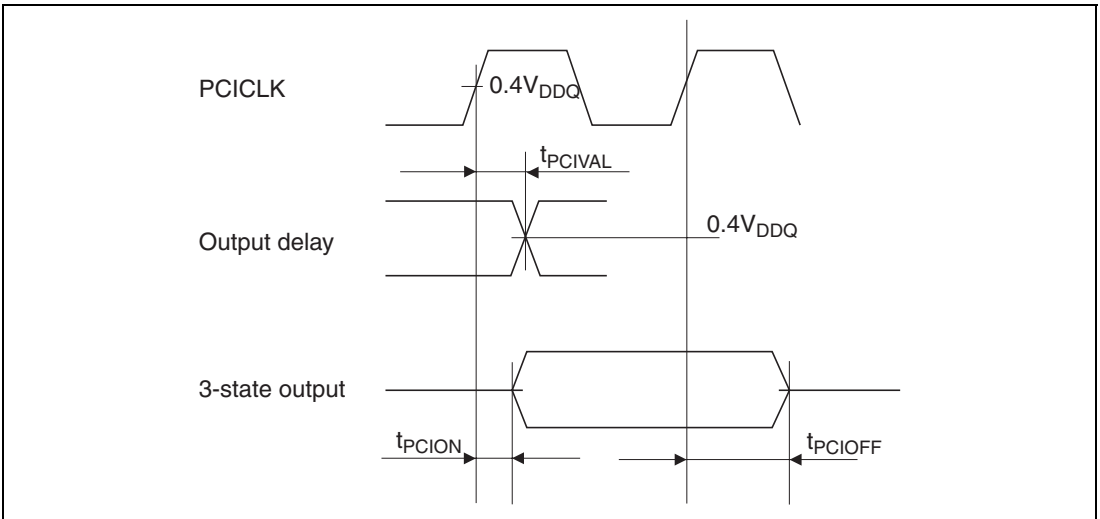 PCICLK
0.4VDDQ
tPCIVAL
Output delay
0.4VDDQ
3-state output
tPCION
tPCIOFF